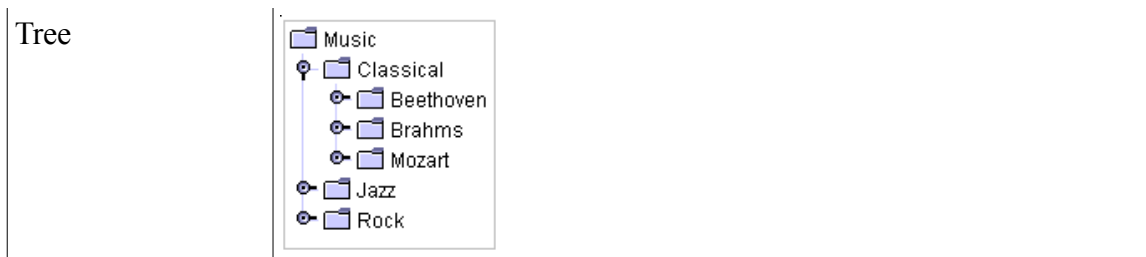 Tree
Music
Classical
Beethoven
Brahms
Mozart
Jazz
Rock